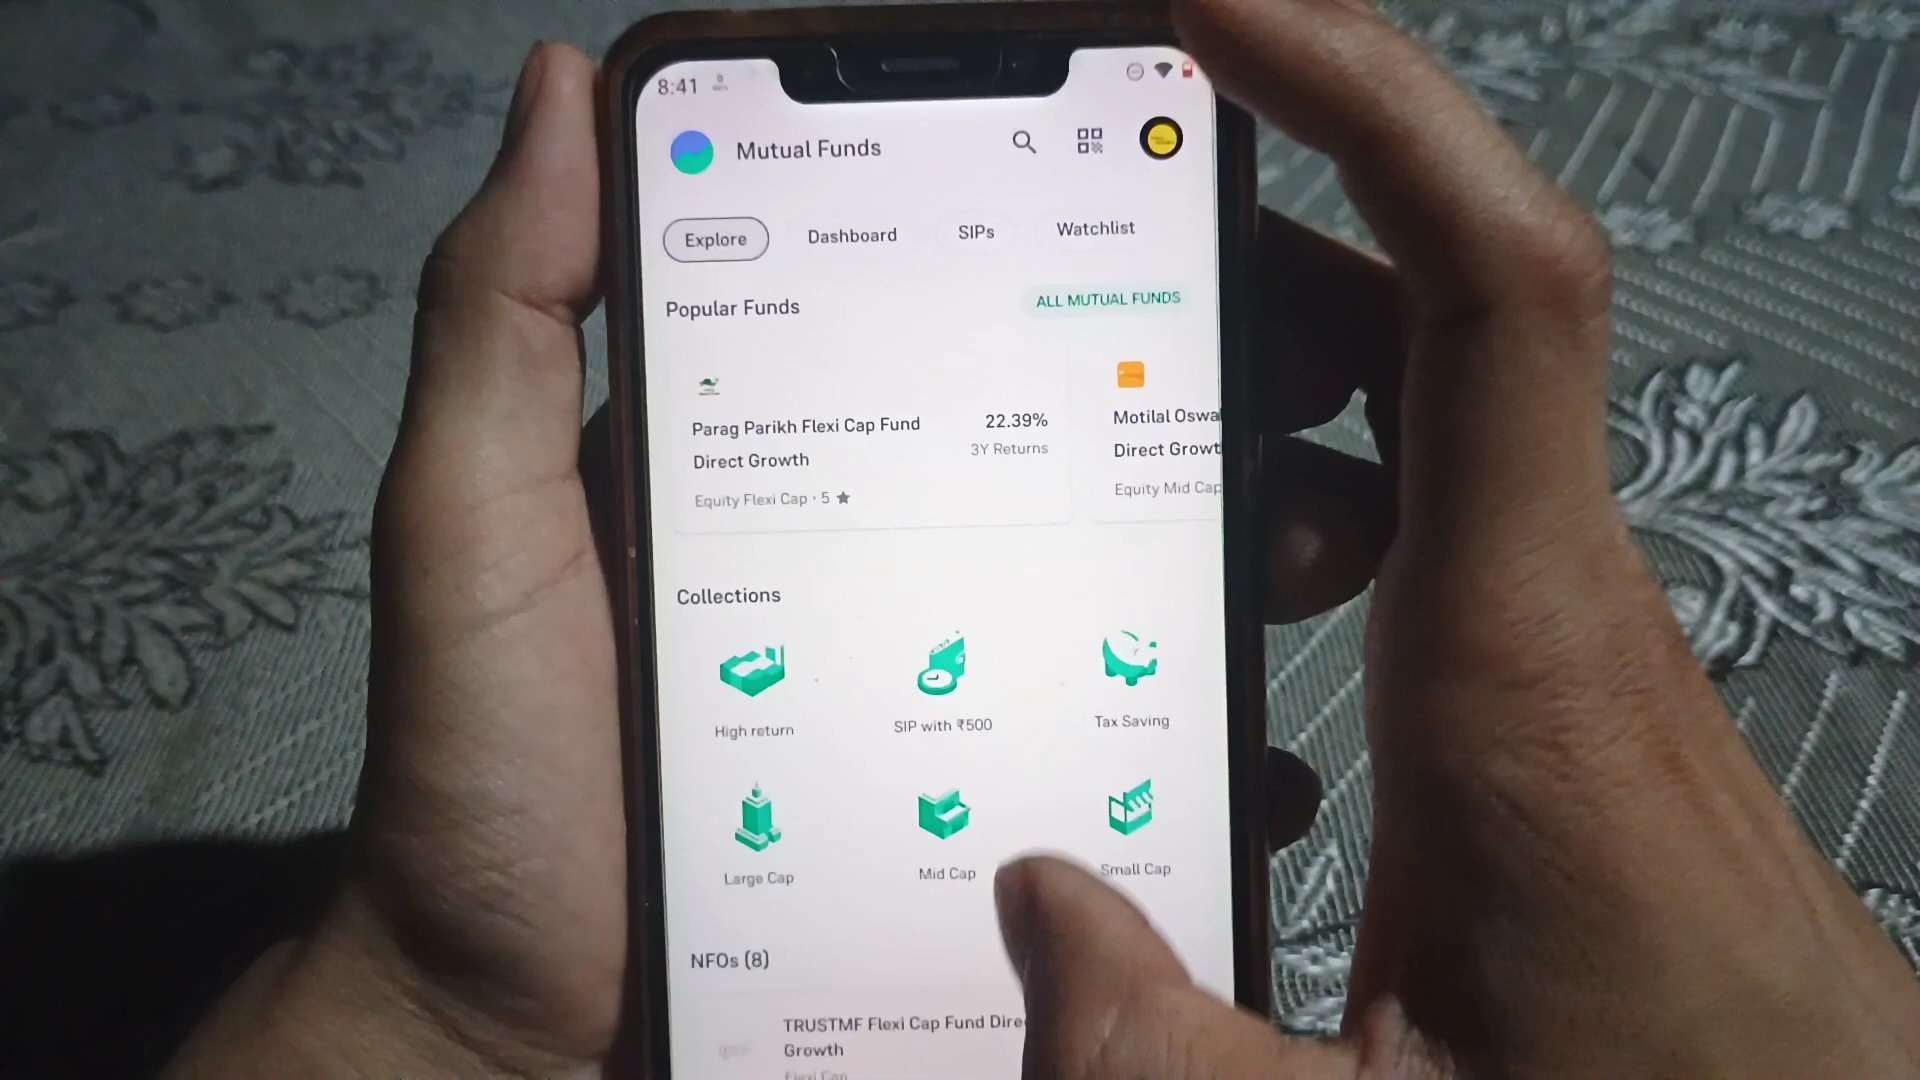 8:41
Mutual Funds
Explore
Dashboard
SIPs
Watchlist
Popular Funds
ALL MUTUAL FUNDS
Parag Parikh Flexi Cap Fund
Direct Growth
22.39%
3Y Returns
Equity Flexi Cap · 5 ★
Motilal Oswa
Direct Growt
Equity Mid Cap
Collections
High return
SIP with ₹500
Tax Saving
Large Cap
Mid Cap
Small Cap
NFOs (8)
TRUSTMF Flexi Cap Fund Dire
Growth
Flexi Cap